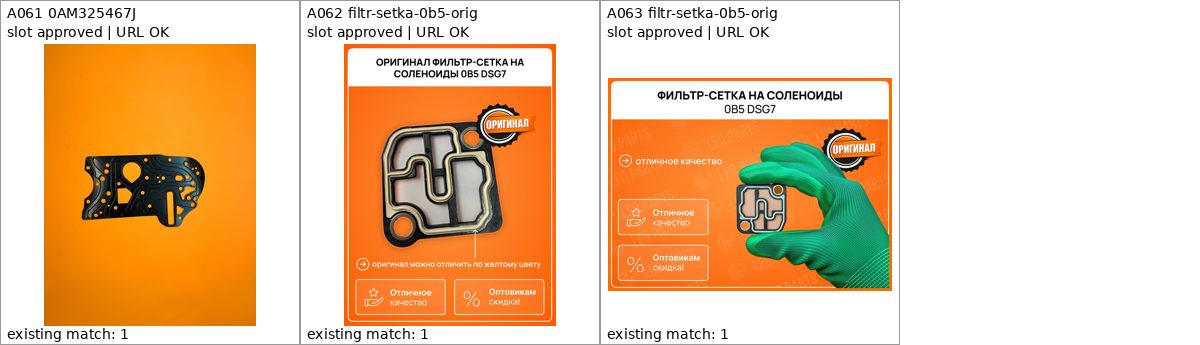 A061 0AM325467J
slot approved | URL OK
existing match: 1
A062 filtr-setka-0b5-orig
slot approved | URL OK
ОРИГИНАЛ ФИЛЬТР-СЕТКА НА
СОЛЕНОИДЫ 0B5 DSG7
ОРИГИНАЛ
оригинал можно отличить по желтому цвету
Отличное
качество
%
Оптовикам
скидка!
existing match: 1
A063 filtr-setka-0b5-orig
slot approved | URL OK
ФИЛЬТР-СЕТКА НА СОЛЕНОИДЫ
0B5 DSG7
ОРИГИНАЛ
отличное качество
Отличное
качество
%
Оптовикам
скидка!
LEO PARTS
existing match: 1